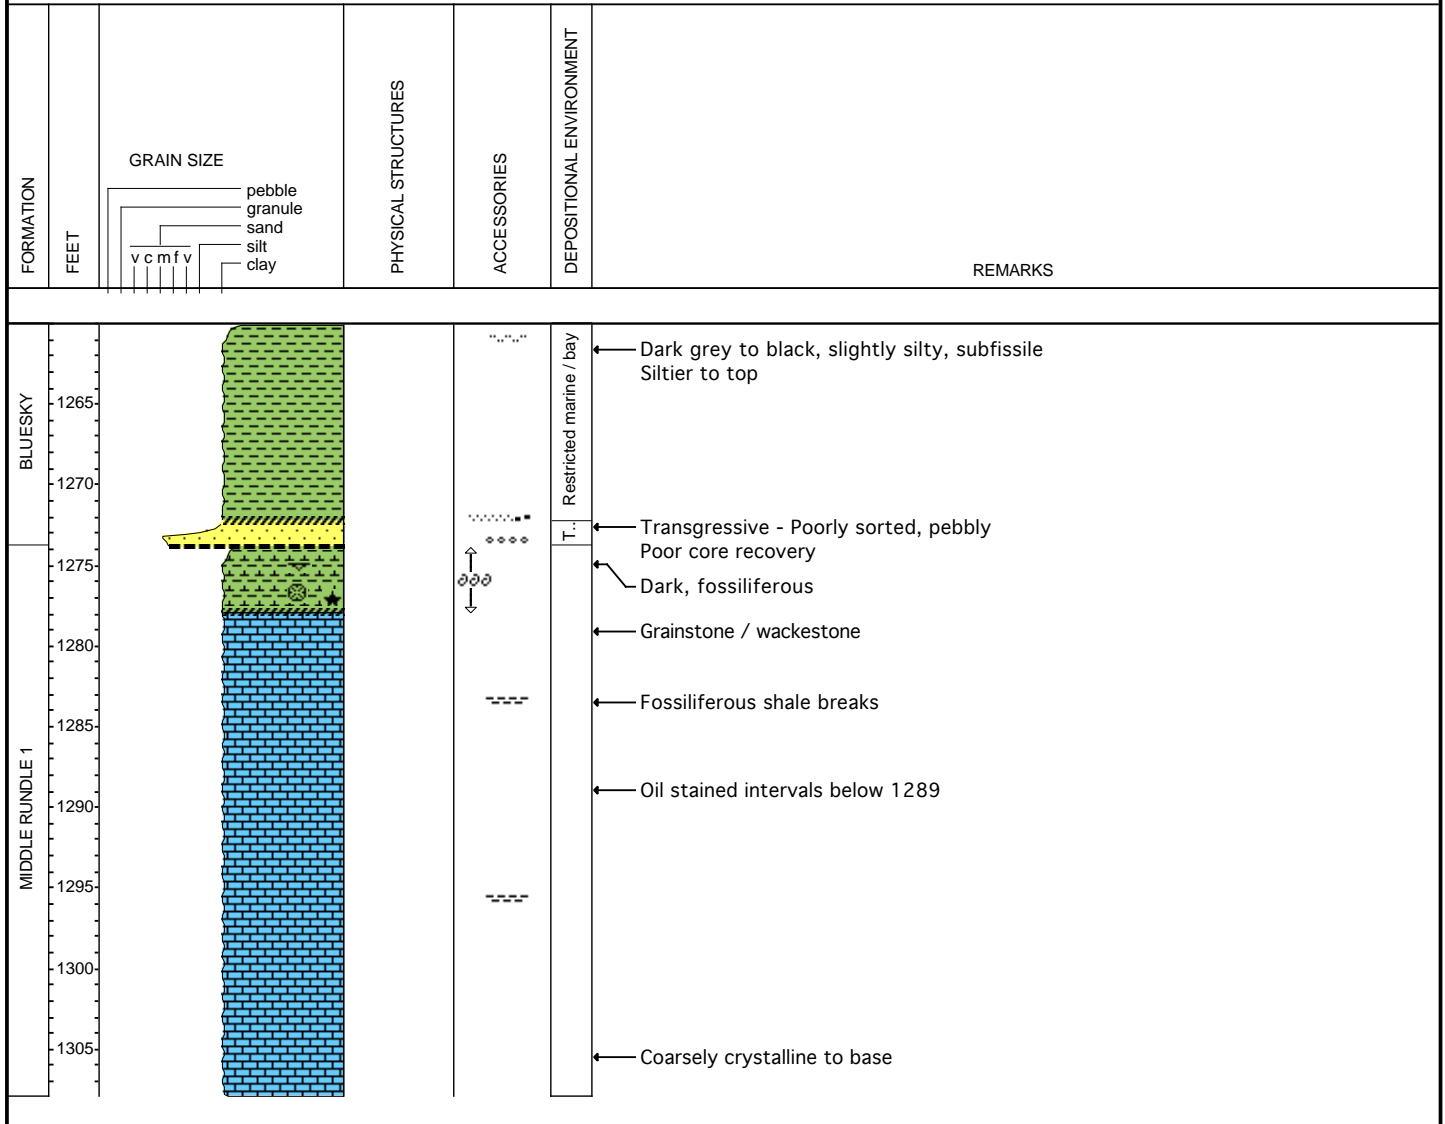 FORMATION
FEET
GRAIN SIZE
pebble
granule
sand
silt
clay
v c m f v
PHYSICAL STRUCTURES
ACCESSORIES
DEPOSITIONAL ENVIRONMENT
REMARKS
BLUESKY
MIDDLE RUNDLE 1
1265
1270
1275
1280
1285
1290
1295
1300
1305
Restricted marine / bay
T..
Dark grey to black, slightly silty, subfissile
Siltier to top
Transgressive - Poorly sorted, pebbly
Poor core recovery
Dark, fossiliferous
Grainstone / wackestone
Fossiliferous shale breaks
Oil stained intervals below 1289
Coarsely crystalline to base